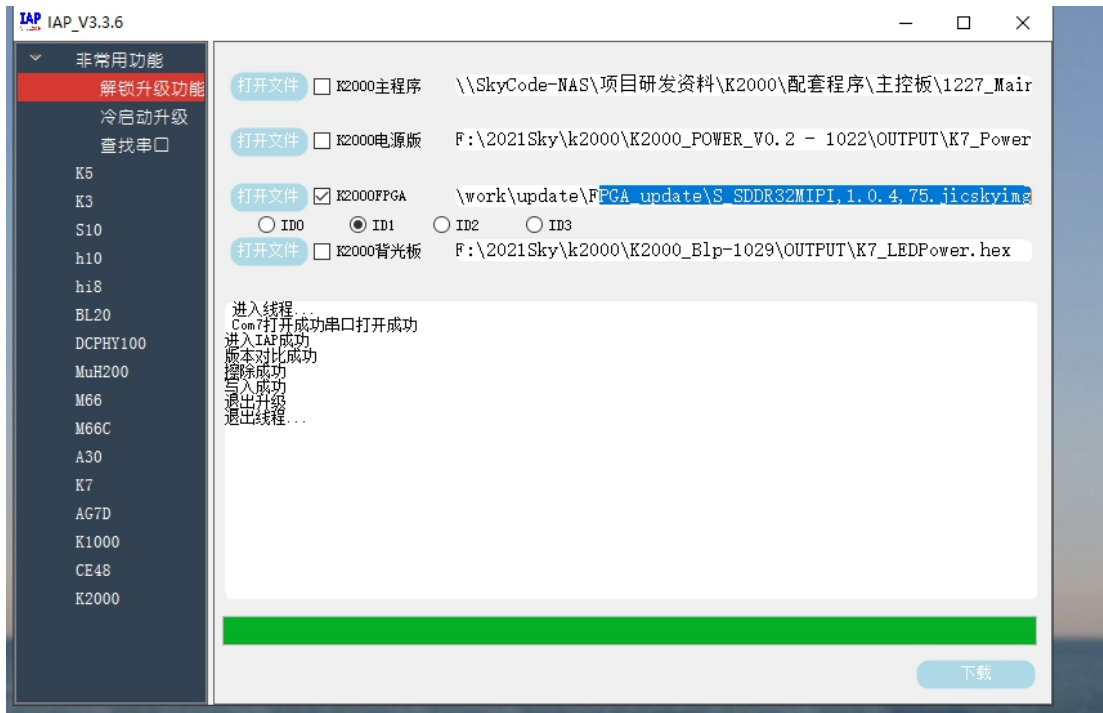 IAP IAP_V3.3.6
非常用功能
解锁升级功能
冷启动升级
查找串口
K5
K3
S10
h10
hi8
BL20
DCPHY100
MuH200
M66
M66C
A30
K7
AG7D
K1000
CE48
K2000
打开文件 K2000主程序 \\SkyCode-NAS\项目研发资料\K2000\配套程序\主控板\1227_Mair
打开文件 K2000电源版 F:\2021Sky\k2000\K2000_POWER_V0.2 - 1022\OUTPUT\K7_Power
打开文件 K2000FPGA \work\update\FPGA_update\S_SDDR32MIPI,1.0.4,75.jicskyimg
ID0 ID1 ID2 ID3
打开文件 K2000背光板 F:\2021Sky\k2000\K2000_Blp-1029\OUTPUT\K7_LEDPower.hex
进入线程...
Com7打开成功串口打开成功
进入IAP成功
版本对比成功
擦除成功
写入成功
退出升级
退出线程...
下载